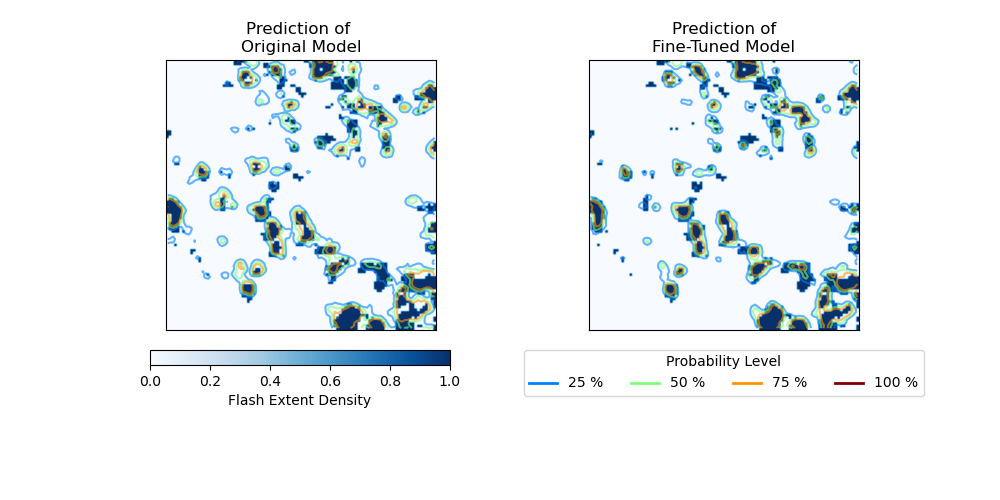 Prediction of
Original Model
Prediction of
Fine-Tuned Model
0.0 0.2 0.4 0.6 0.8 1.0
Flash Extent Density
Probability Level
25 % 50 % 75 % 100 %